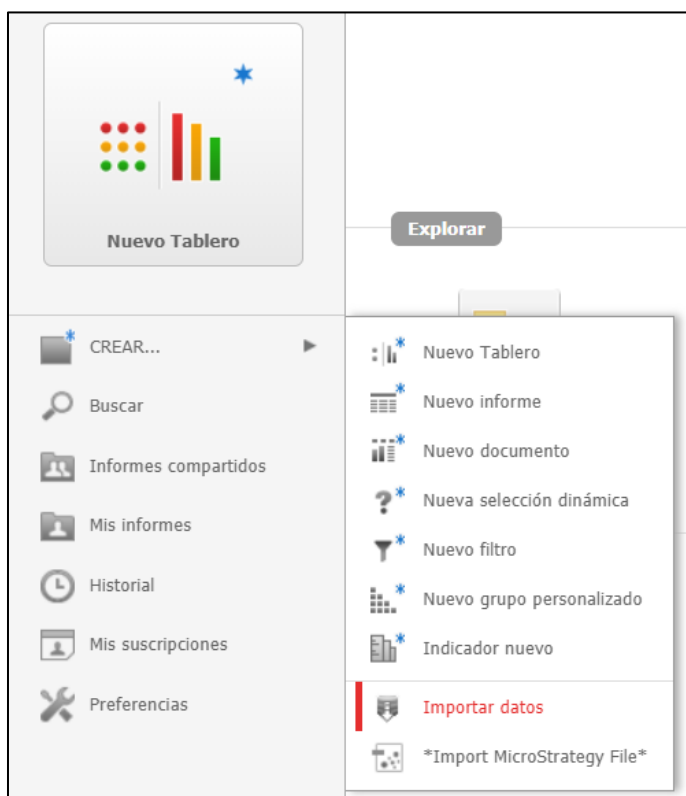 Nuevo Tablero
Explorar
CREAR...
Buscar
Informes compartidos
Mis informes
Historial
Mis suscripciones
Preferencias
Nuevo Tablero
Nuevo informe
Nuevo documento
Nueva selección dinámica
Nuevo filtro
Nuevo grupo personalizado
Indicador nuevo
Importar datos
*Import MicroStrategy File*